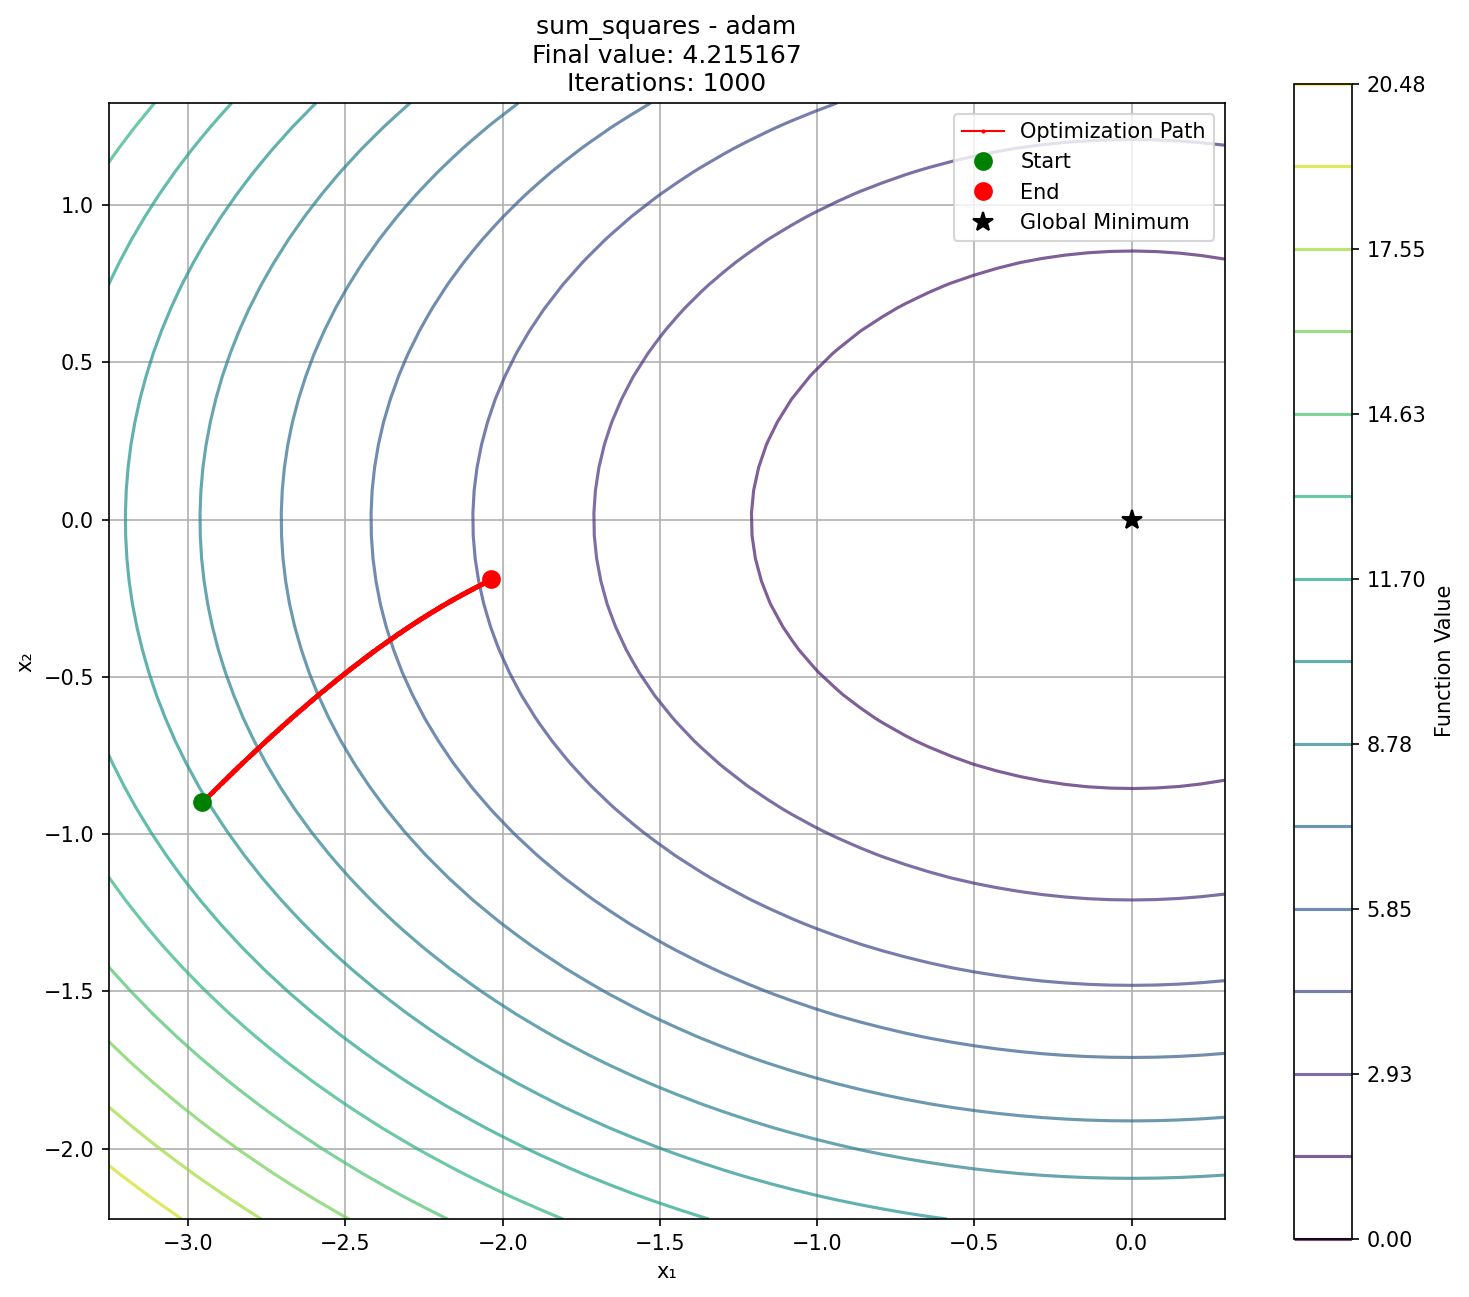 sum_squares - adam
Final value: 4.215167
Iterations: 1000
Optimization Path
Start
End
Global Minimum
1.0
0.5
0.0
−0.5
−1.0
−1.5
−2.0
x₂
−3.0
−2.5
−2.0
−1.5
−1.0
−0.5
0.0
x₁
20.48
17.55
14.63
11.70
8.78
5.85
2.93
0.00
Function Value